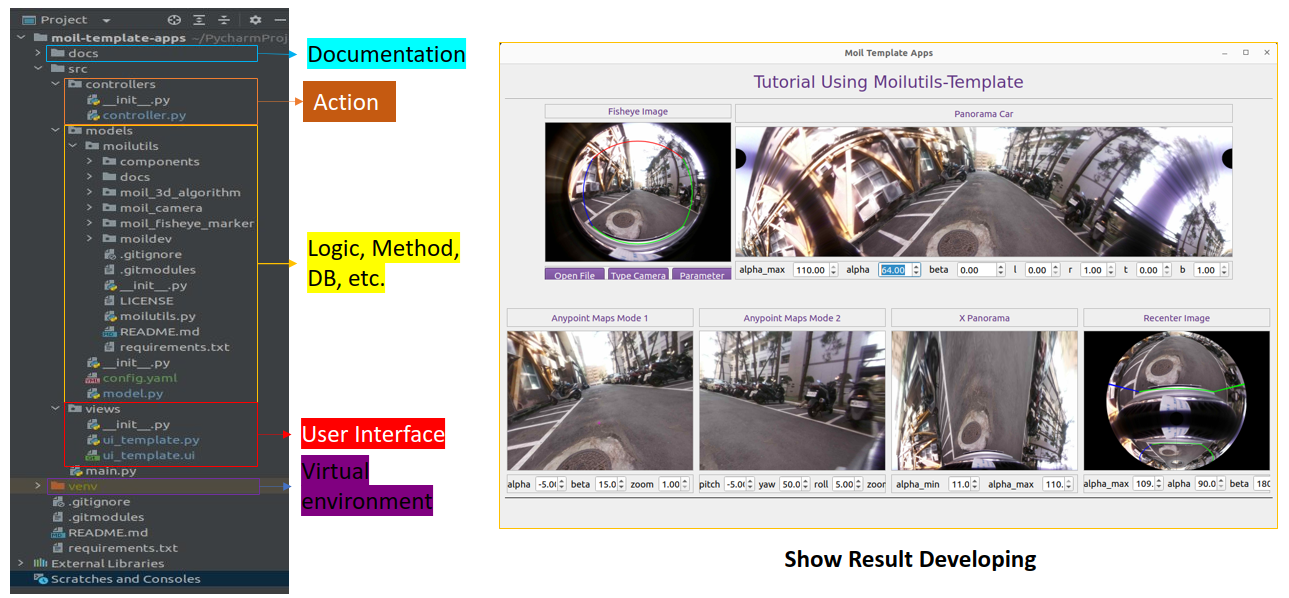 Project
moil-template-apps ~/PycharmProj
docs
src
controllers
__init__.py
controller.py
models
moilutils
components
docs
moil_3d_algorithm
moil_camera
moil_fisheye_marker
moildev
.gitignore
.gitmodules
__init__.py
LICENSE
moilutils.py
README.md
requirements.txt
__init__.py
config.yaml
model.py
views
__init__.py
ui_template.py
ui_template.ui
main.py
venv
.gitignore
.gitmodules
README.md
requirements.txt
External Libraries
Scratches and Consoles
Documentation
Action
Logic, Method,
DB, etc.
User Interface
Virtual
environment
Moil Template Apps
Tutorial Using Moilutils-Template
Fisheye Image
Panorama Car
Open File Type Camera Parameter
alpha_max 110.00 alpha 64.00 beta 0.00 l 0.00 r 1.00 t 0.00 b 1.00
Anypoint Maps Mode 1
Anypoint Maps Mode 2
X Panorama
Recenter Image
alpha -5.0( beta 15.0 zoom 1.00
pitch -5.0( yaw 50.0 roll 5.00 zoor
alpha_min 11.0 alpha_max 110.
alpha_max 109. alpha 90.0 beta 180
Show Result Developing